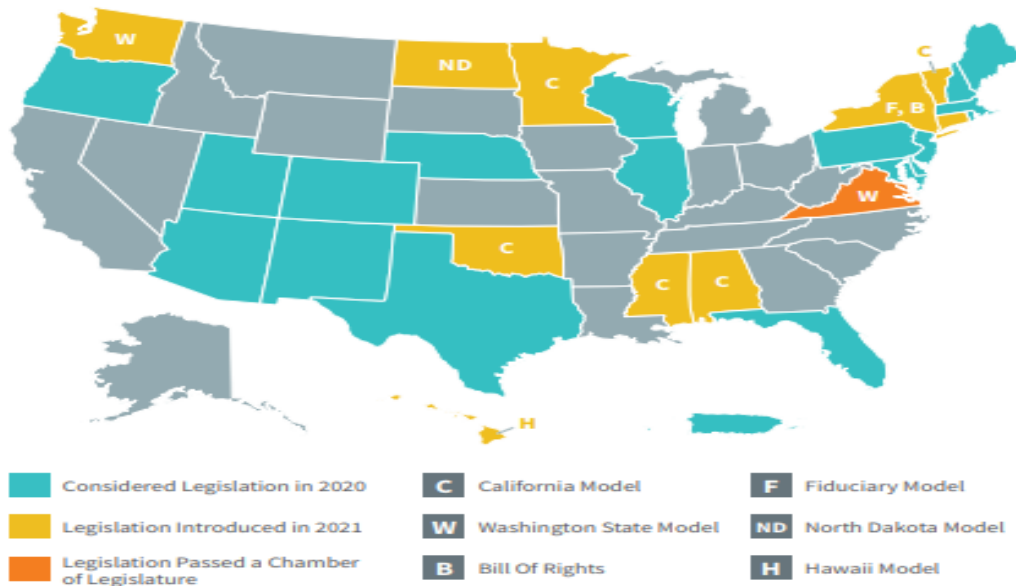 C
W
ND
C
F, B
W
C
C
C
H
Considered Legislation in 2020
C California Model
F Fiduciary Model
Legislation Introduced in 2021
W Washington State Model
ND North Dakota Model
Legislation Passed a Chamber
of Legislature
B Bill Of Rights
H Hawaii Model